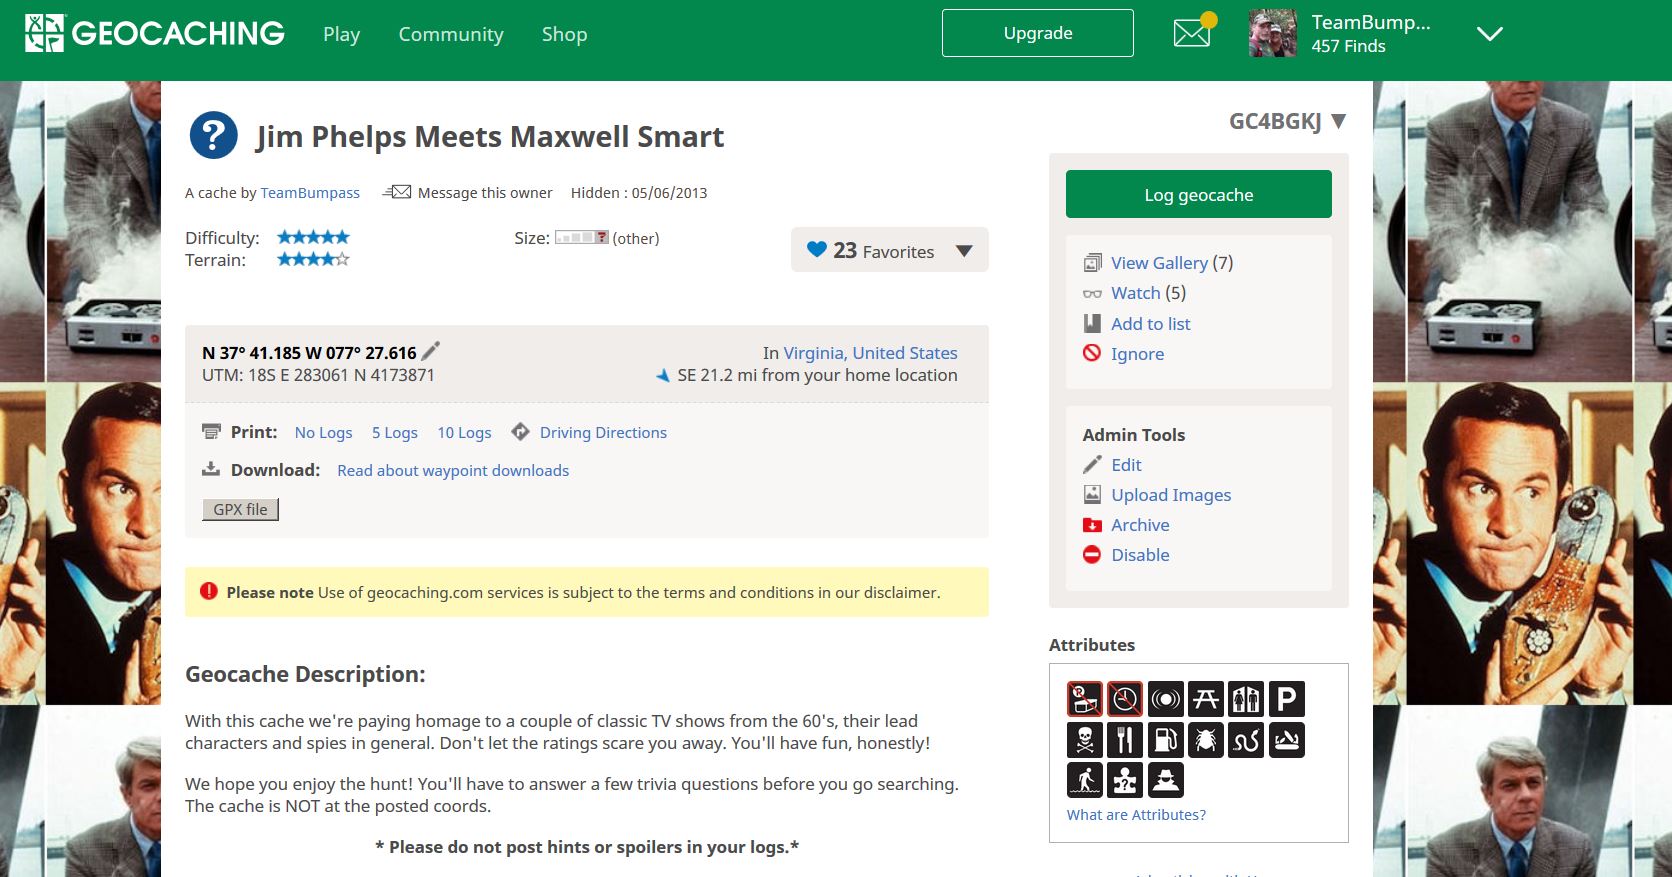 GEOCACHING Play Community Shop Upgrade TeamBump...
457 Finds
Jim Phelps Meets Maxwell Smart
A cache by TeamBumpass Message this owner Hidden : 05/06/2013
Difficulty:
Size: ? (other)
Terrain:
23 Favorites
N 37° 41.185 W 077° 27.616
In Virginia, United States
UTM: 18S E 283061 N 4173871
SE 21.2 mi from your home location
Print: No Logs 5 Logs 10 Logs Driving Directions
Download: Read about waypoint downloads
GPX file
Please note Use of geocaching.com services is subject to the terms and conditions in our disclaimer.
Geocache Description:
With this cache we're paying homage to a couple of classic TV shows from the 60's, their lead
characters and spies in general. Don't let the ratings scare you away. You'll have fun, honestly!
We hope you enjoy the hunt! You'll have to answer a few trivia questions before you go searching.
The cache is NOT at the posted coords.
* Please do not post hints or spoilers in your logs.*
GC4BGKJ
Log geocache
View Gallery (7)
Watch (5)
Add to list
Ignore
Admin Tools
Edit
Upload Images
Archive
Disable
Attributes
P
What are Attributes?